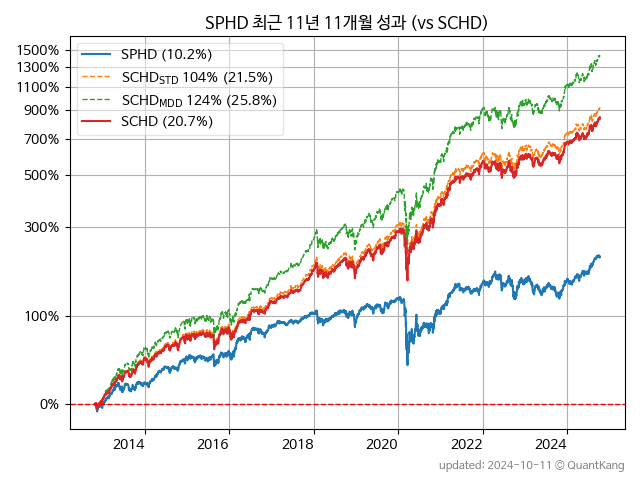 SPHD 최근 11년 11개월 성과 (vs SCHD)
1500%
1300%
1100%
900%
700%
500%
300%
100%
0%
SPHD (10.2%)
SCHD_STD 104% (21.5%)
SCHD_MDD 124% (25.8%)
SCHD (20.7%)
2014 2016 2018 2020 2022 2024
updated: 2024-10-11 © QuantKang